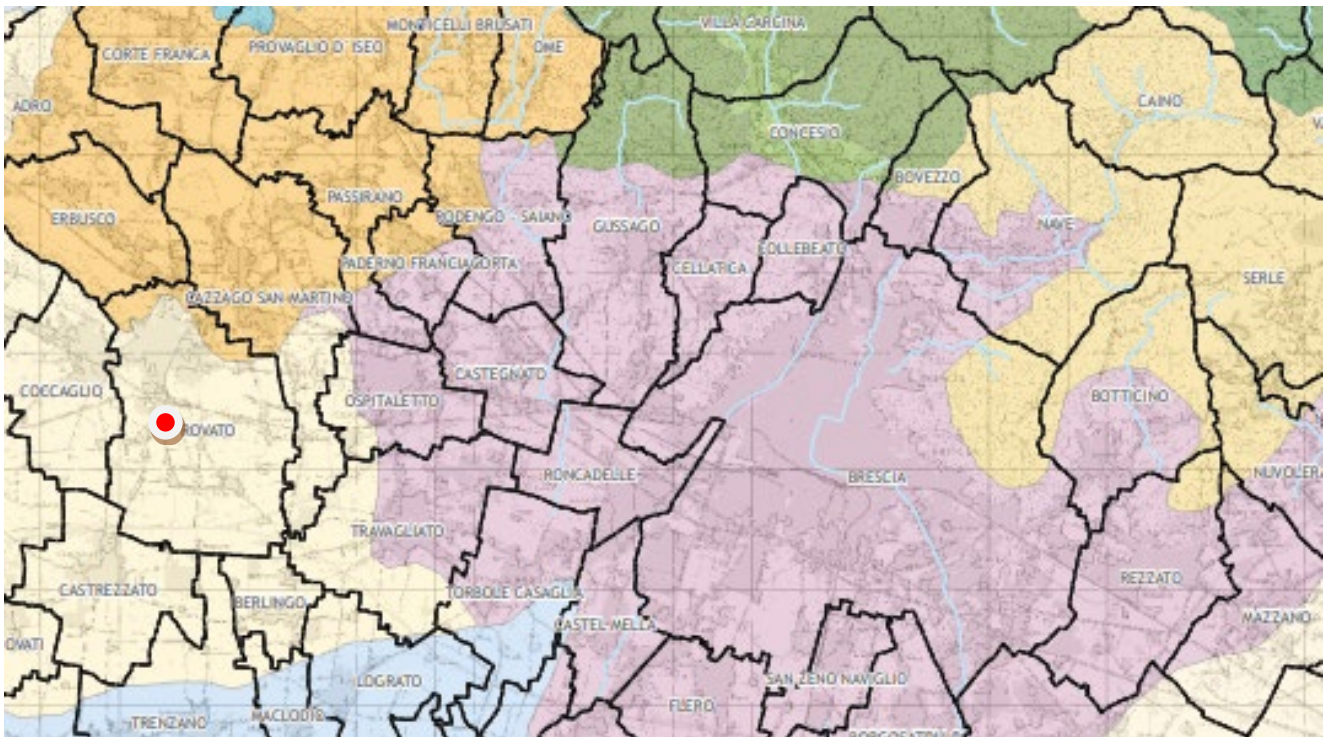 MONTICELLI BRUSATI
VILLA CARCINA
CORTE FRANCA
PROVAGLIO D' ISEO
OME
ADRO
CAINO
CONCESIO
BOVEZZO
PASSIRANO
ERBUSCO
RODENGO - SAIANO
GUSSAGO
NAVE
COLLEBEATO
PADERNO FRANCIACORTA
CELLATICA
SERLE
CAZZAGO SAN MARTINO
COCCAGLIO
CASTEGNATO
OSPITALETTO
BOTTICINO
ROVATO
RONCADELLE
BRESCIA
NUVOLERA
TRAVAGLIATO
CASTREZZATO
REZZATO
TORBOLE CASAGLIA
BERLINGO
MAZZANO
CASTEL MELLA
OVATI
LOGRATO
SAN ZENO NAVIGLIO
FLERO
MACLODIO
TRENZANO